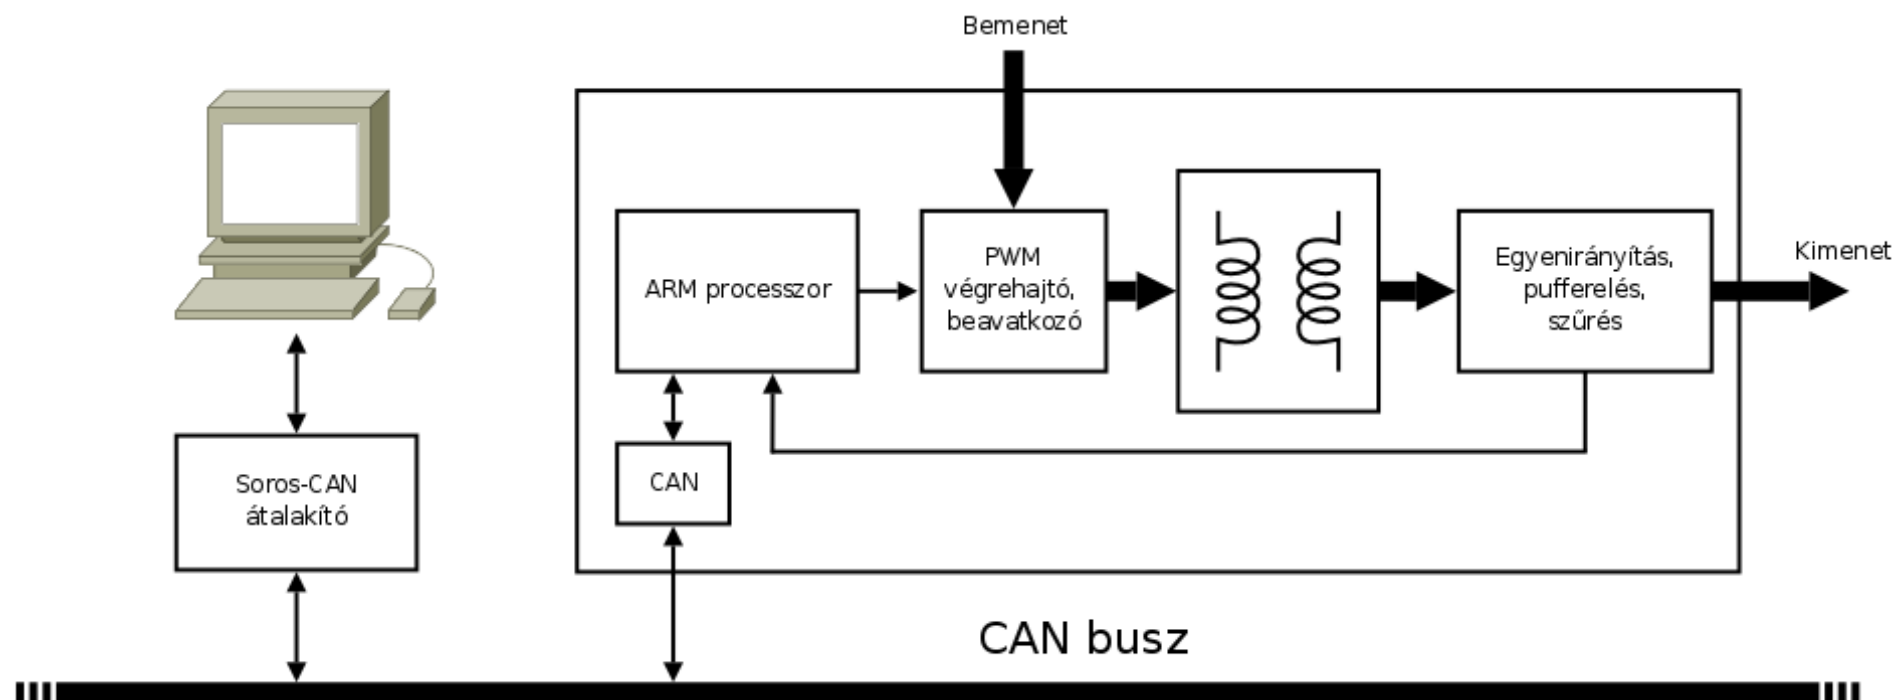 Bemenet
ARM processzor
PWM
végrehajtó,
beavatkozó
Egyenirányítás,
pufferelés,
szűrés
Kimenet
CAN
Soros-CAN
átalakító
CAN busz